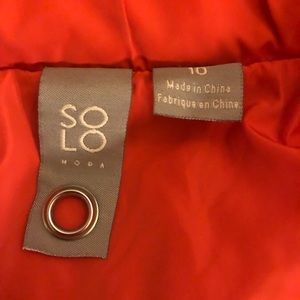 SO
LO
MODA
10
Made in China
Fabriqué en Chine